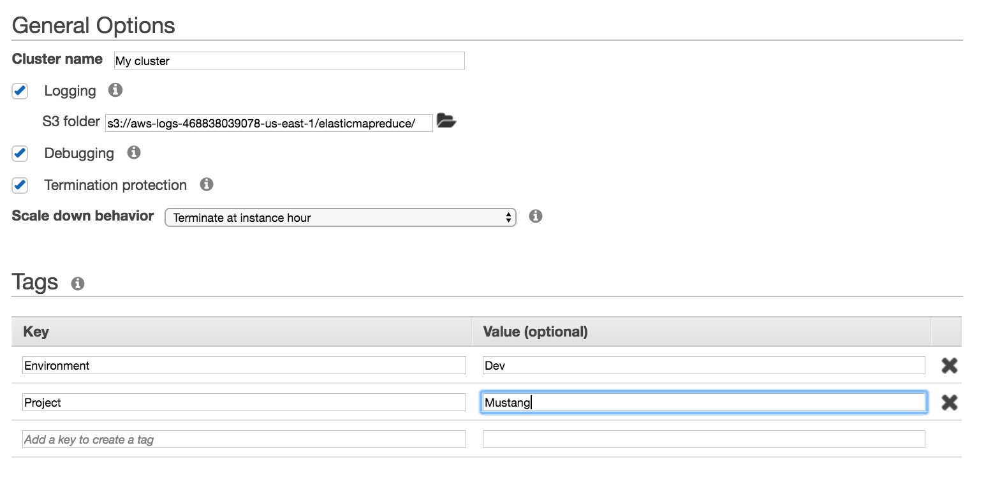 General Options
Cluster name My cluster
Logging
S3 folder s3://aws-logs-468838039078-us-east-1/elasticmapreduce/
Debugging
Termination protection
Scale down behavior Terminate at instance hour
Tags
Key Value (optional)
Environment Dev
Project Mustang
Add a key to create a tag